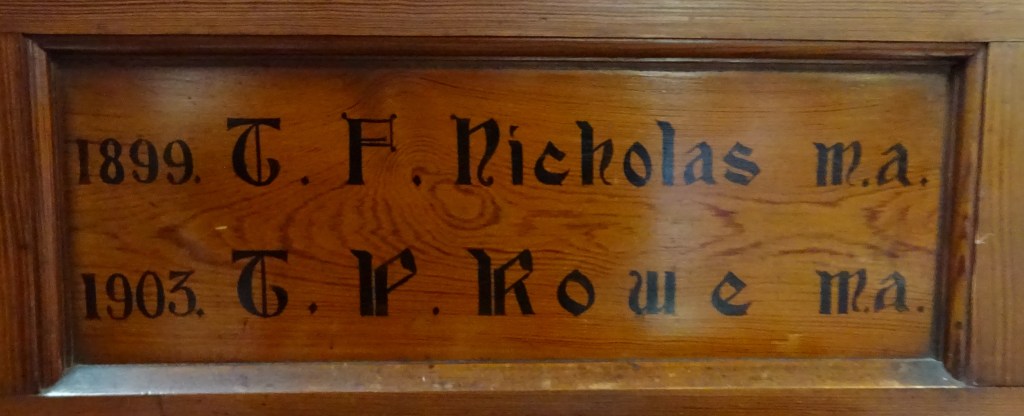 1899. T. F. Nicholas m.a.
1903. T. P. Rowe m.a.